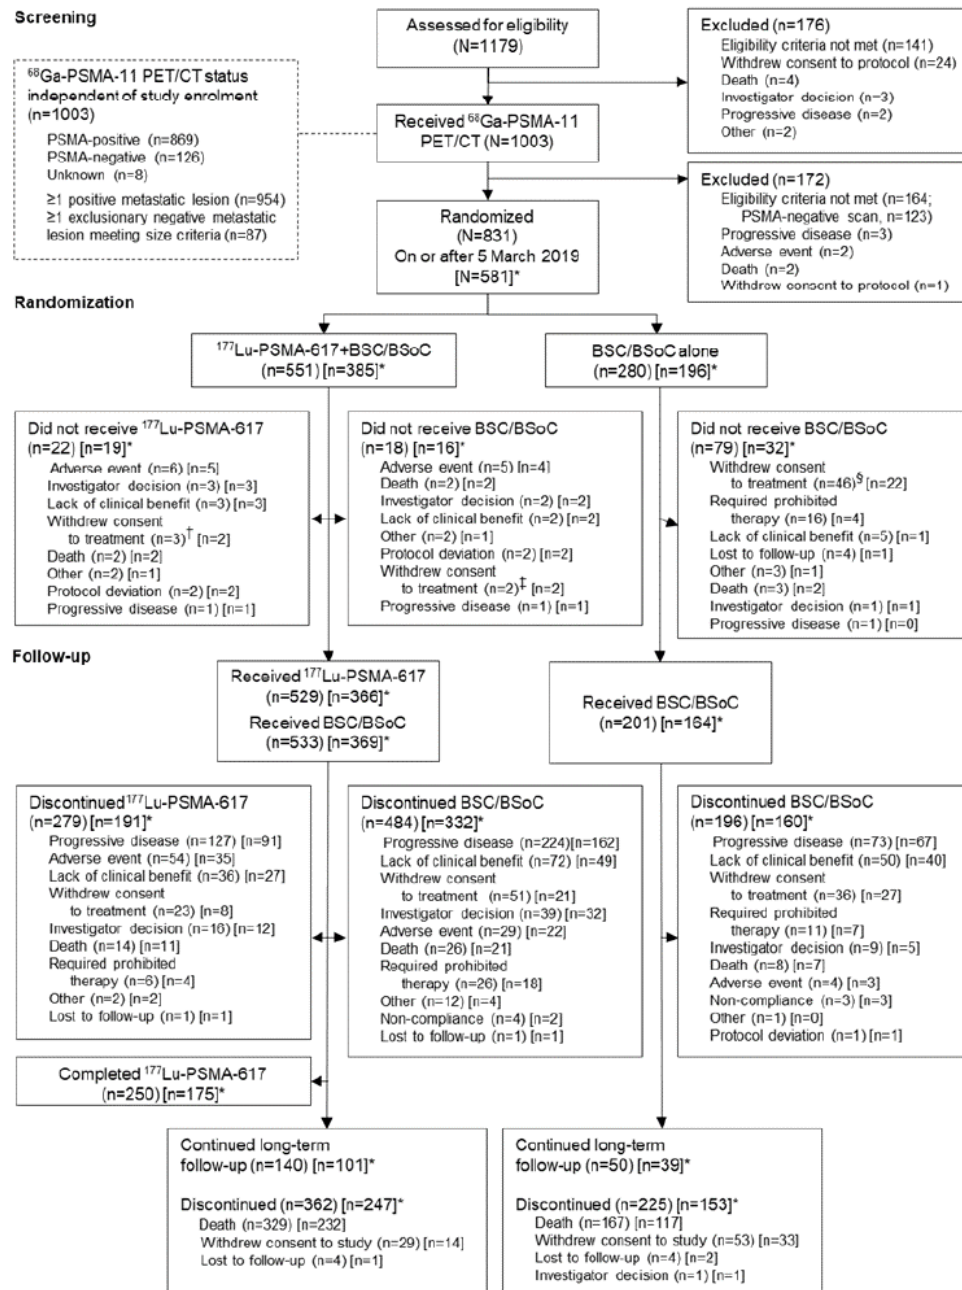 Screening
Assessed for eligibility
(N=1179)
Excluded (n=176)
Eligibility criteria not met (n=141)
Withdrew consent to protocol (n=24)
Death (n=4)
Investigator decision (n=3)
Progressive disease (n=2)
Other (n=2)
⁶⁸Ga-PSMA-11 PET/CT status
independent of study enrolment
(n=1003)
PSMA-positive (n=869)
PSMA-negative (n=126)
Unknown (n=8)
≥1 positive metastatic lesion (n=954)
≥1 exclusionary negative metastatic
lesion meeting size criteria (n=87)
Received ⁶⁸Ga-PSMA-11
PET/CT (N=1003)
Excluded (n=172)
Eligibility criteria not met (n=164;
PSMA-negative scan, n=123)
Progressive disease (n=3)
Adverse event (n=2)
Death (n=2)
Withdrew consent to protocol (n=1)
Randomized
(N=831)
On or after 5 March 2019
[N=581]*
Randomization
¹⁷⁷Lu-PSMA-617+BSC/BSoC
(n=551) [n=385]*
BSC/BSoC alone
(n=280) [n=196]*
Did not receive ¹⁷⁷Lu-PSMA-617
(n=22) [n=19]*
Adverse event (n=6) [n=5]
Investigator decision (n=3) [n=3]
Lack of clinical benefit (n=3) [n=3]
Withdrew consent
to treatment (n=3)† [n=2]
Death (n=2) [n=2]
Other (n=2) [n=1]
Protocol deviation (n=2) [n=2]
Progressive disease (n=1) [n=1]
Did not receive BSC/BSoC
(n=18) [n=16]*
Adverse event (n=5) [n=4]
Death (n=2) [n=2]
Investigator decision (n=2) [n=2]
Lack of clinical benefit (n=2) [n=2]
Other (n=2) [n=1]
Protocol deviation (n=2) [n=2]
Withdrew consent
to treatment (n=2)‡ [n=2]
Progressive disease (n=1) [n=1]
Did not receive BSC/BSoC
(n=79) [n=32]*
Withdrew consent
to treatment (n=46)§ [n=22]
Required prohibited
therapy (n=16) [n=4]
Lack of clinical benefit (n=5) [n=1]
Lost to follow-up (n=4) [n=1]
Other (n=3) [n=1]
Death (n=3) [n=2]
Investigator decision (n=1) [n=1]
Progressive disease (n=1) [n=0]
Follow-up
Received ¹⁷⁷Lu-PSMA-617
(n=529) [n=366]*
Received BSC/BSoC
(n=533) [n=369]*
Received BSC/BSoC
(n=201) [n=164]*
Discontinued ¹⁷⁷Lu-PSMA-617
(n=279) [n=191]*
Progressive disease (n=127) [n=91]
Adverse event (n=54) [n=35]
Lack of clinical benefit (n=36) [n=27]
Withdrew consent
to treatment (n=23) [n=8]
Investigator decision (n=16) [n=12]
Death (n=14) [n=11]
Required prohibited
therapy (n=6) [n=4]
Other (n=2) [n=2]
Lost to follow-up (n=1) [n=1]
Discontinued BSC/BSoC
(n=484) [n=332]*
Progressive disease (n=224)[n=162]
Lack of clinical benefit (n=72) [n=49]
Withdrew consent
to treatment (n=51) [n=21]
Investigator decision (n=39) [n=32]
Adverse event (n=29) [n=22]
Death (n=26) [n=21]
Required prohibited
therapy (n=26) [n=18]
Other (n=12) [n=4]
Non-compliance (n=4) [n=2]
Lost to follow-up (n=1) [n=1]
Discontinued BSC/BSoC
(n=196) [n=160]*
Progressive disease (n=73) [n=67]
Lack of clinical benefit (n=50) [n=40]
Withdrew consent
to treatment (n=36) [n=27]
Required prohibited
therapy (n=11) [n=7]
Investigator decision (n=9) [n=5]
Death (n=8) [n=7]
Adverse event (n=4) [n=3]
Non-compliance (n=3) [n=3]
Other (n=1) [n=0]
Protocol deviation (n=1) [n=1]
Completed ¹⁷⁷Lu-PSMA-617
(n=250) [n=175]*
Continued long-term
follow-up (n=140) [n=101]*
Discontinued (n=362) [n=247]*
Death (n=329) [n=232]
Withdrew consent to study (n=29) [n=14]
Lost to follow-up (n=4) [n=1]
Continued long-term
follow-up (n=50) [n=39]*
Discontinued (n=225) [n=153]*
Death (n=167) [n=117]
Withdrew consent to study (n=53) [n=33]
Lost to follow-up (n=4) [n=2]
Investigator decision (n=1) [n=1]